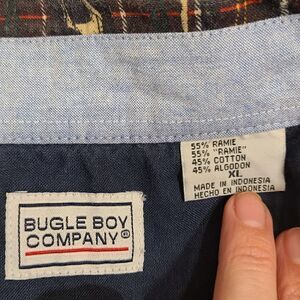 55% RAMIE
55% "RAMIE"
45% COTTON
45% ALGODON
XL
MADE IN INDONESIA
HECHO EN INDONESIA
BUGLE BOY
COMPANY®